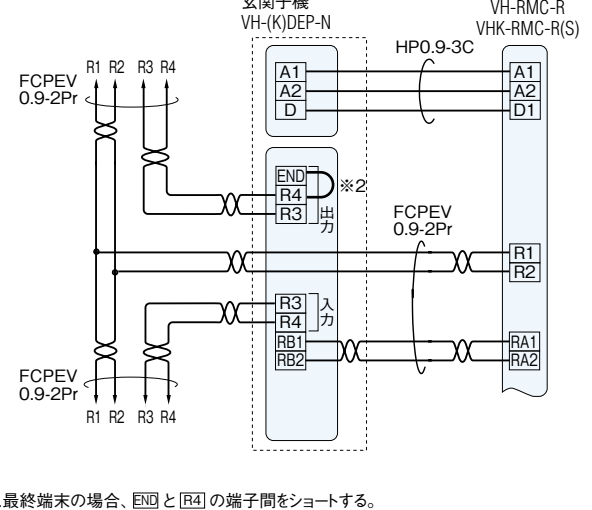 玄関子機
VH-(K)DEP-N
VH-RMC-R
VHK-RMC-R(S)
HP0.9-3C
FCPEV
0.9-2Pr
R1 R2 R3 R4
A1
A2
D
A1
A2
D1
END
R4
R3
出力
※2
FCPEV
0.9-2Pr
R1
R2
R3
R4
入力
RB1
RB2
RA1
RA2
FCPEV
0.9-2Pr
R1 R2 R3 R4
最終端末の場合、END と R4 の端子間をショートする。